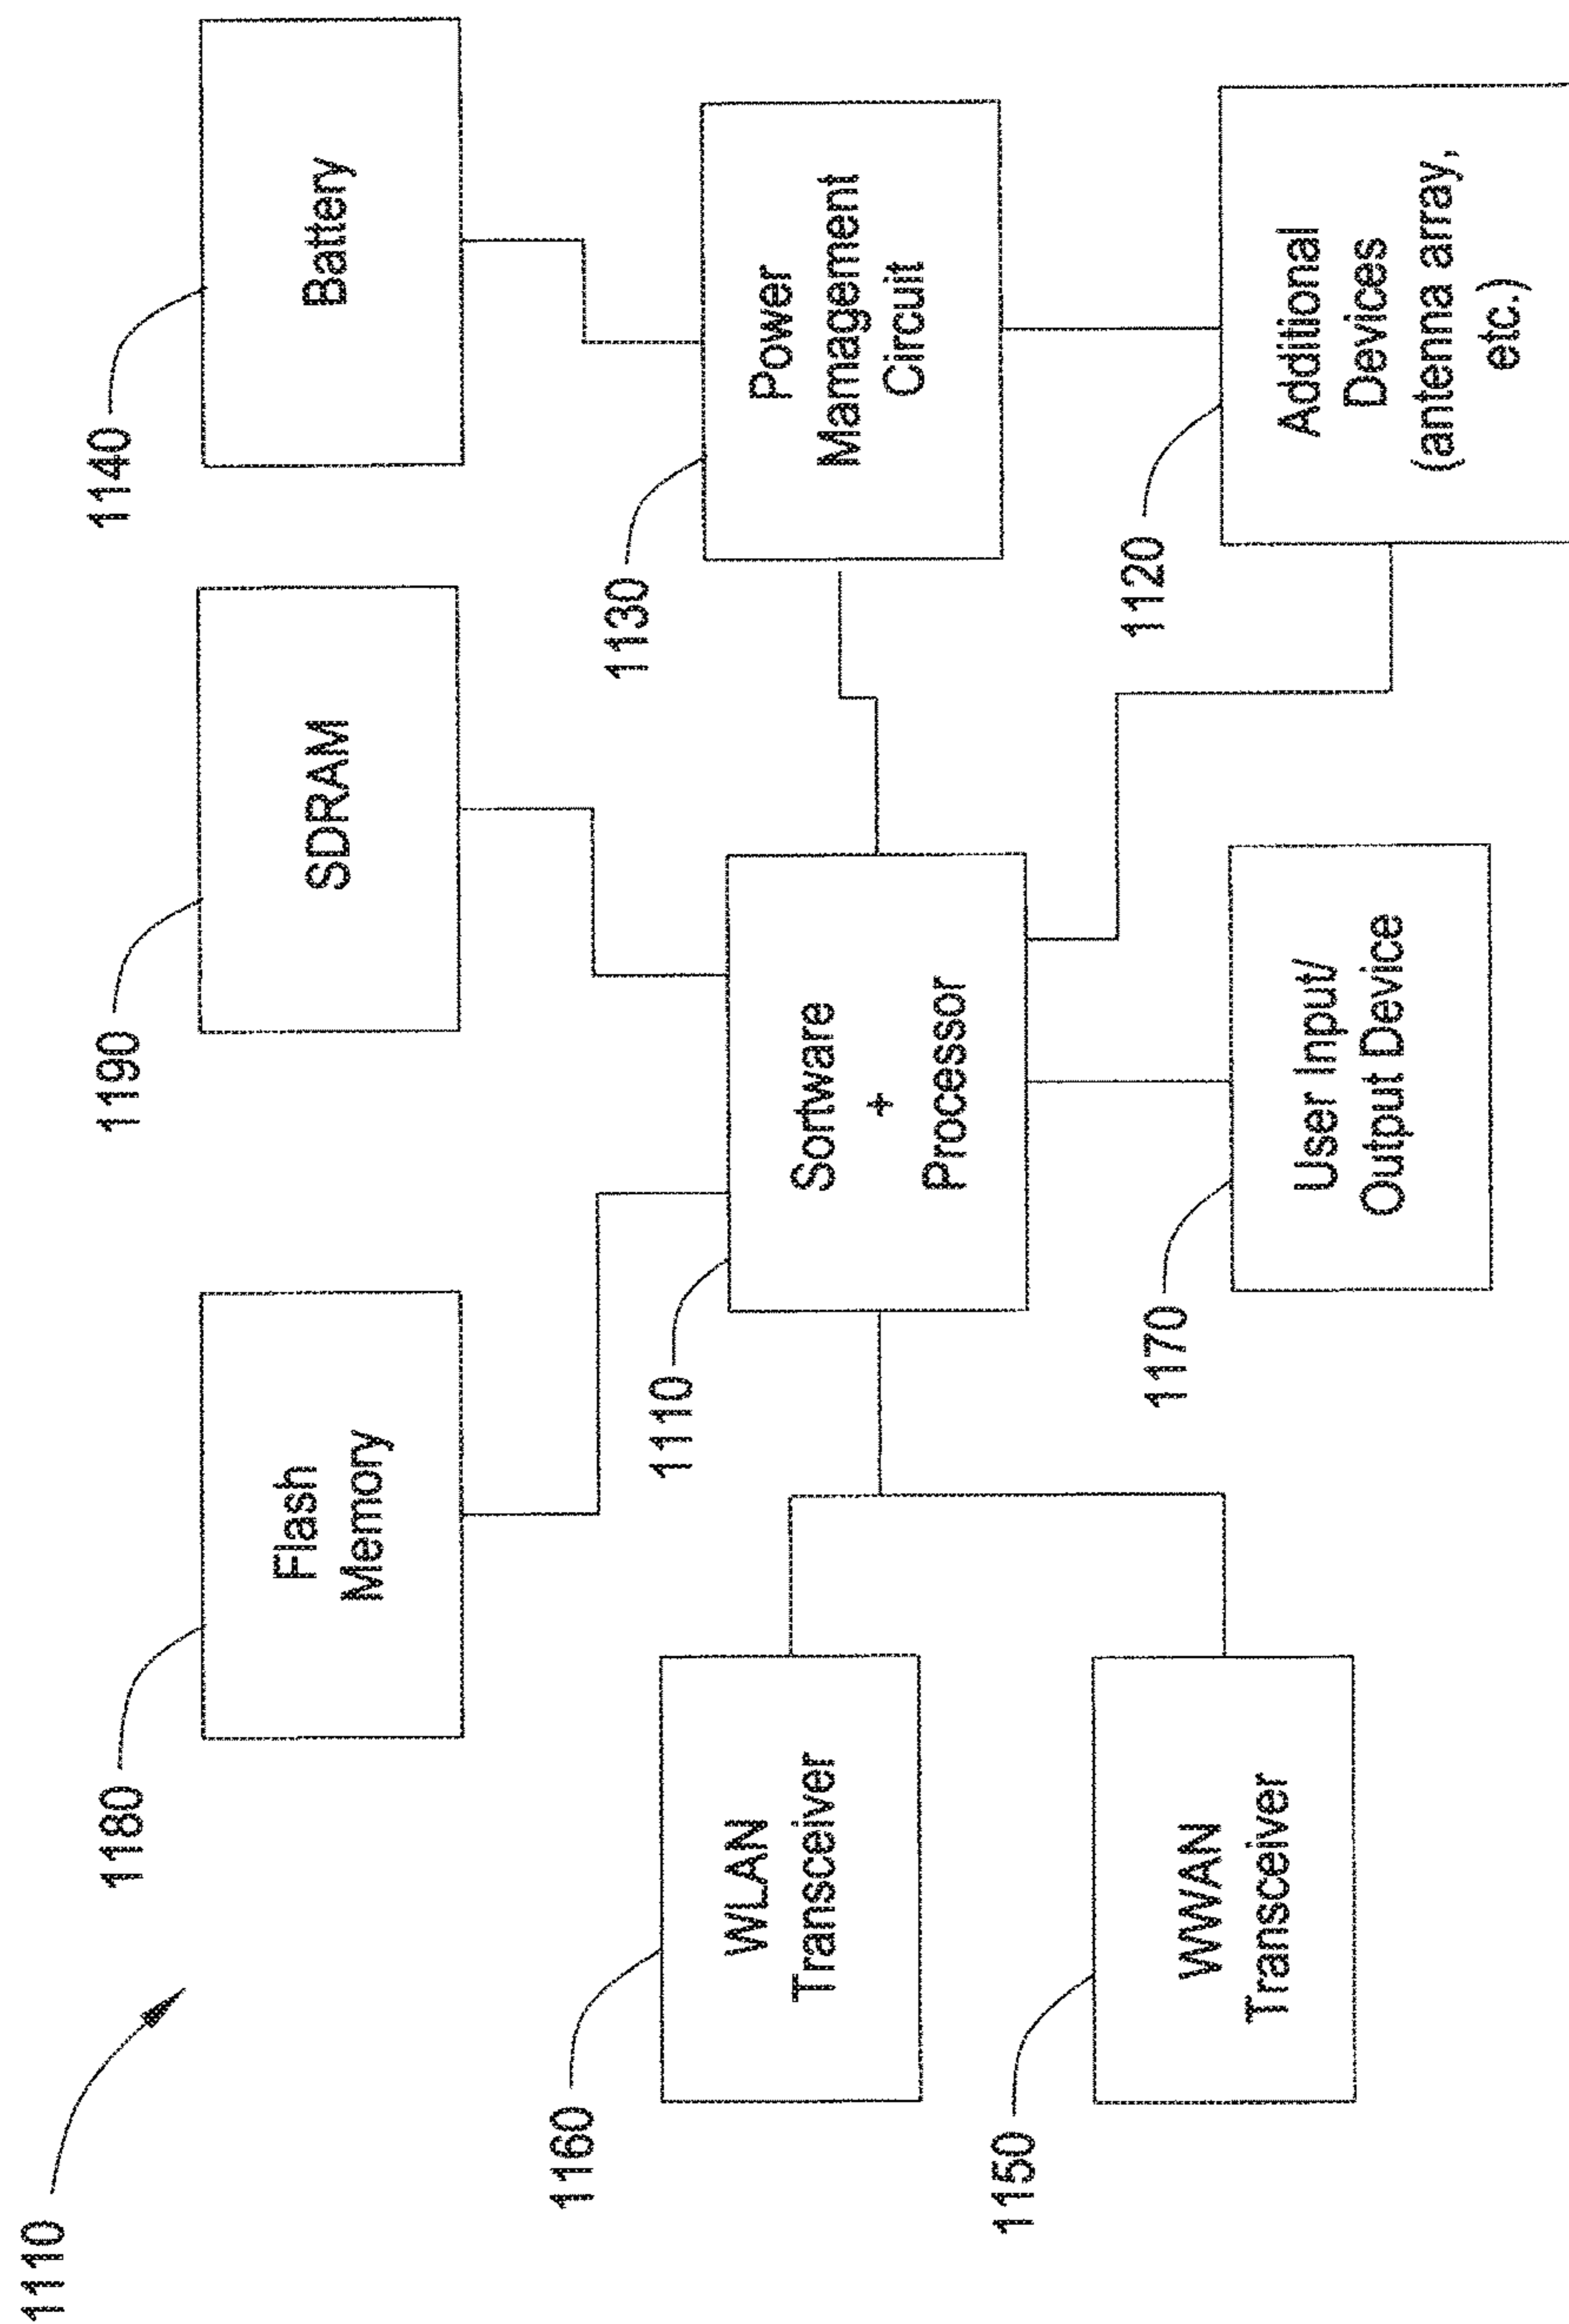 1110
1180
Flash
Memory
1190
SDRAM
1140
Battery
1160
WLAN
Transceiver
1110
Sortware
+
Processor
1130
Power
Mamagement
Circuit
1150
WWAN
Transceiver
1170
User Input/
Output Device
1120
Additional
Devices
(antenna array,
etc.)